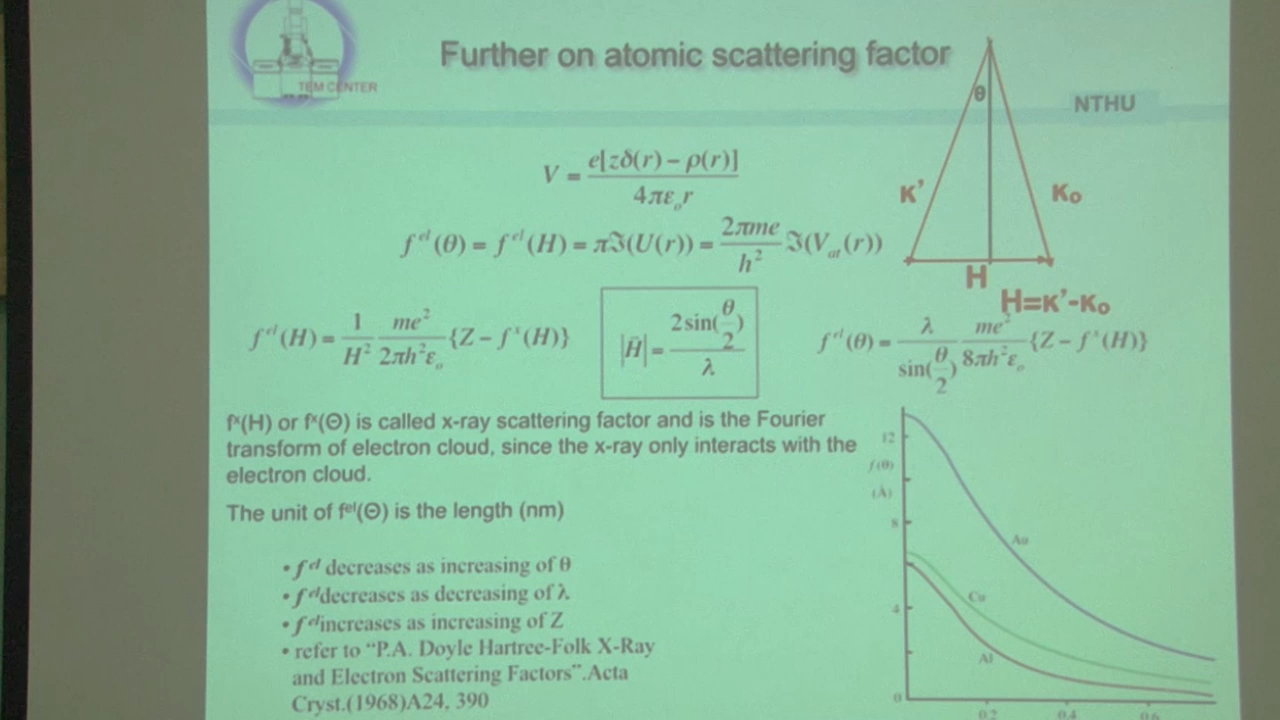 TEM CENTER
Further on atomic scattering factor
NTHU
θ
K'
K₀
H
H=K'-K₀
V = e[zδ(r) − ρ(r)] / 4πε₀r
f^el(θ) = f^el(H) = πℑ(U(r)) = 2πme / h² ℑ(V_at(r))
f^el(H) = 1/H² me²/2πh²ε₀ {Z − f^x(H)}
|H| = 2sin(θ/2) / λ
f^el(θ) = λ/sin(θ/2) me²/8πh²ε₀ {Z − f^x(H)}
fˣ(H) or fˣ(Θ) is called x-ray scattering factor and is the Fourier
transform of electron cloud, since the x-ray only interacts with the
electron cloud.
The unit of f^el(Θ) is the length (nm)
• f^el decreases as increasing of θ
• f^el decreases as decreasing of λ
• f^el increases as increasing of Z
• refer to “P.A. Doyle Hartree-Folk X-Ray
and Electron Scattering Factors”.Acta
Cryst.(1968)A24, 390
12
f(θ)
(Å)
8
4
0
Au
Cu
Al
0.2
0.4
0.6